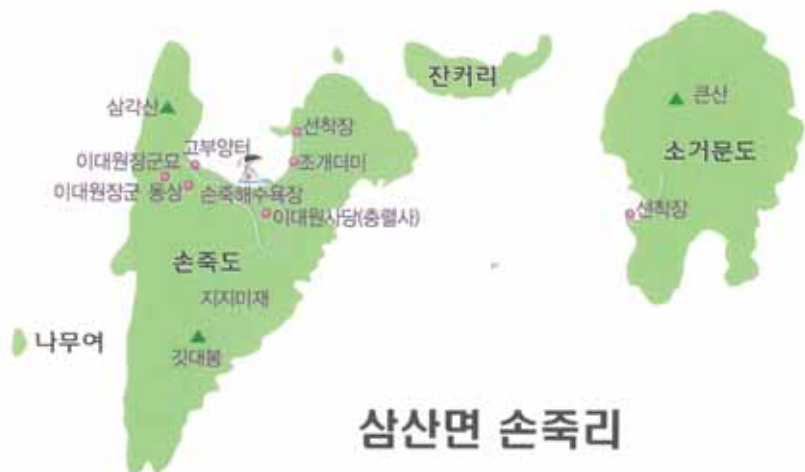 잔커리
큰산
삼각산
선착장
고부양터
소거문도
이대원장군묘
조개더미
이대원장군 동상
손죽해수욕장
선착장
이대원사당(충렬사)
손죽도
지지미재
나무여
깃대봉
삼산면 손죽리